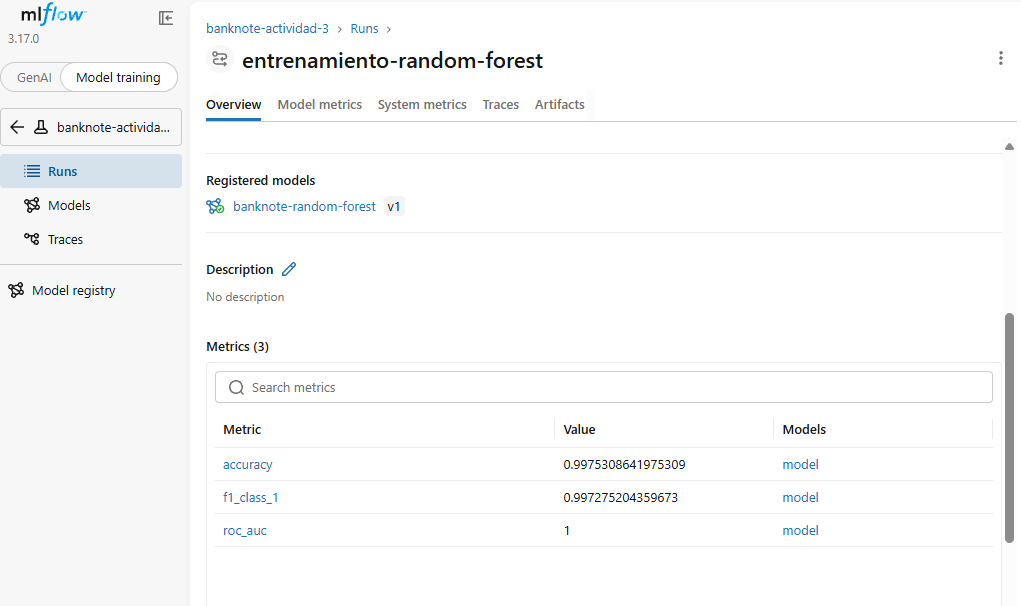 mlflow
3.17.0
GenAI Model training
banknote-activida...
Runs
Models
Traces
Model registry
banknote-actividad-3 › Runs ›
entrenamiento-random-forest
Overview Model metrics System metrics Traces Artifacts
Registered models
banknote-random-forest v1
Description
No description
Metrics (3)
Search metrics
Metric Value Models
accuracy 0.9975308641975309 model
f1_class_1 0.997275204359673 model
roc_auc 1 model